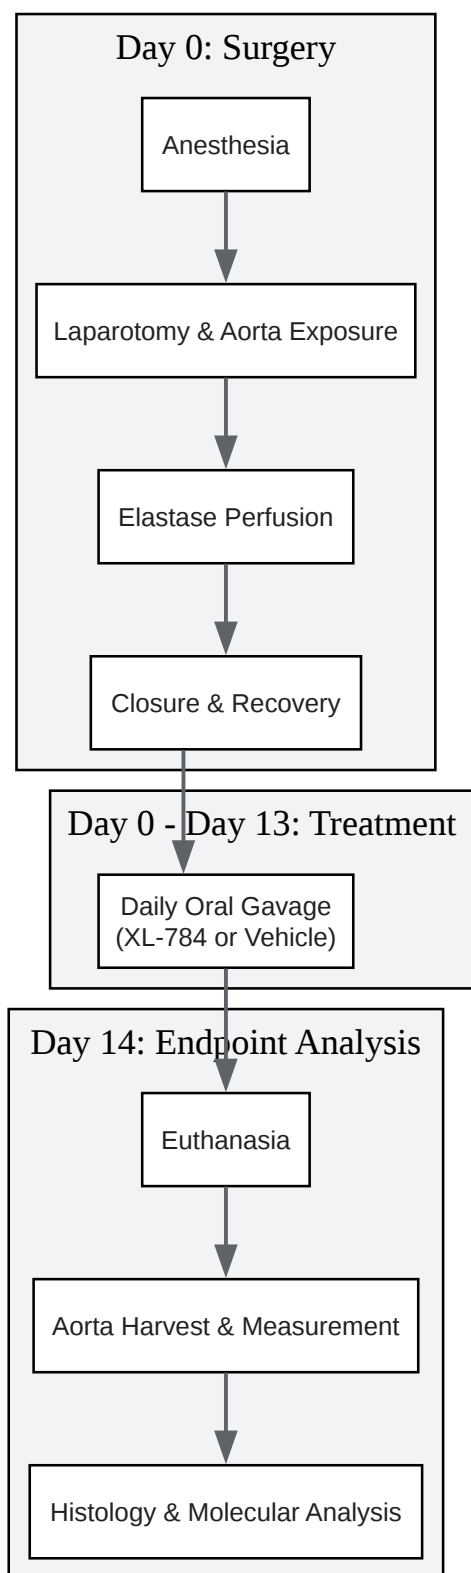 Day 0: Surgery
Anesthesia
Laparotomy & Aorta Exposure
Elastase Perfusion
Closure & Recovery
Day 0 - Day 13: Treatment
Daily Oral Gavage
(XL-784 or Vehicle)
Day 14: Endpoint Analysis
Euthanasia
Aorta Harvest & Measurement
Histology & Molecular Analysis